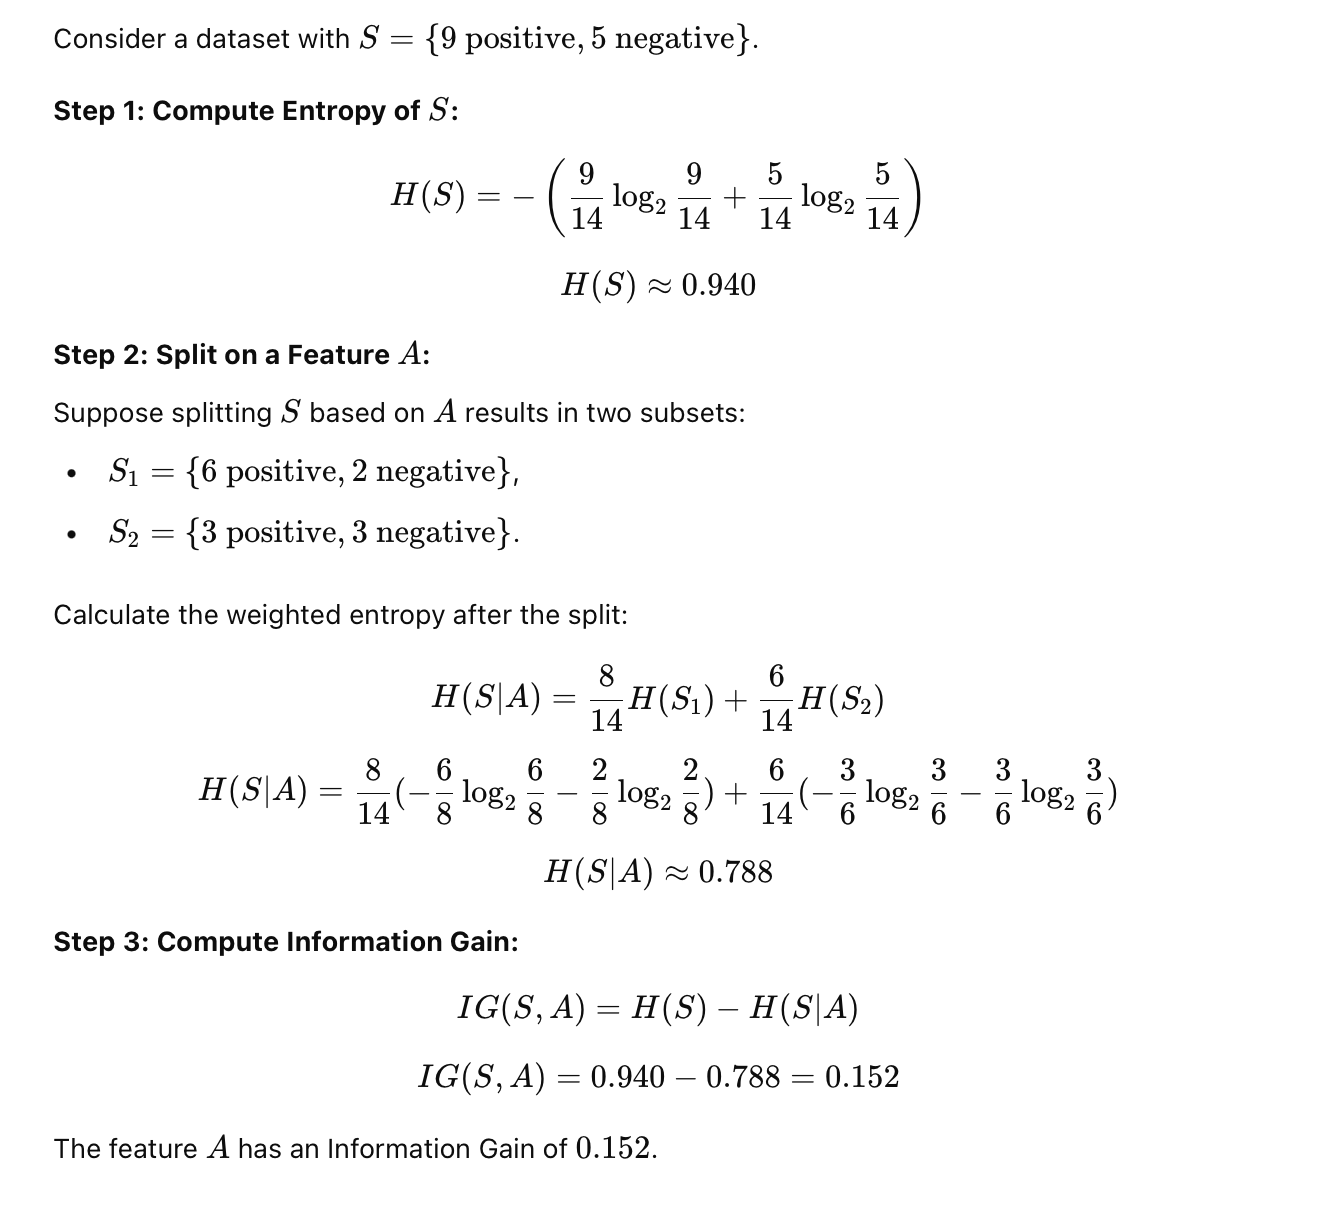 Consider a dataset with S = {9 positive, 5 negative}.
Step 1: Compute Entropy of S:
H(S) = − ( 9/14 log₂ 9/14 + 5/14 log₂ 5/14 )
H(S) ≈ 0.940
Step 2: Split on a Feature A:
Suppose splitting S based on A results in two subsets:
• S₁ = {6 positive, 2 negative},
• S₂ = {3 positive, 3 negative}.
Calculate the weighted entropy after the split:
H(S|A) = 8/14 H(S₁) + 6/14 H(S₂)
H(S|A) = 8/14 (− 6/8 log₂ 6/8 − 2/8 log₂ 2/8) + 6/14 (− 3/6 log₂ 3/6 − 3/6 log₂ 3/6)
H(S|A) ≈ 0.788
Step 3: Compute Information Gain:
IG(S, A) = H(S) − H(S|A)
IG(S, A) = 0.940 − 0.788 = 0.152
The feature A has an Information Gain of 0.152.